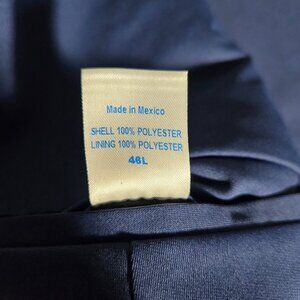 Made in Mexico
SHELL 100% POLYESTER
LINING 100% POLYESTER
46L